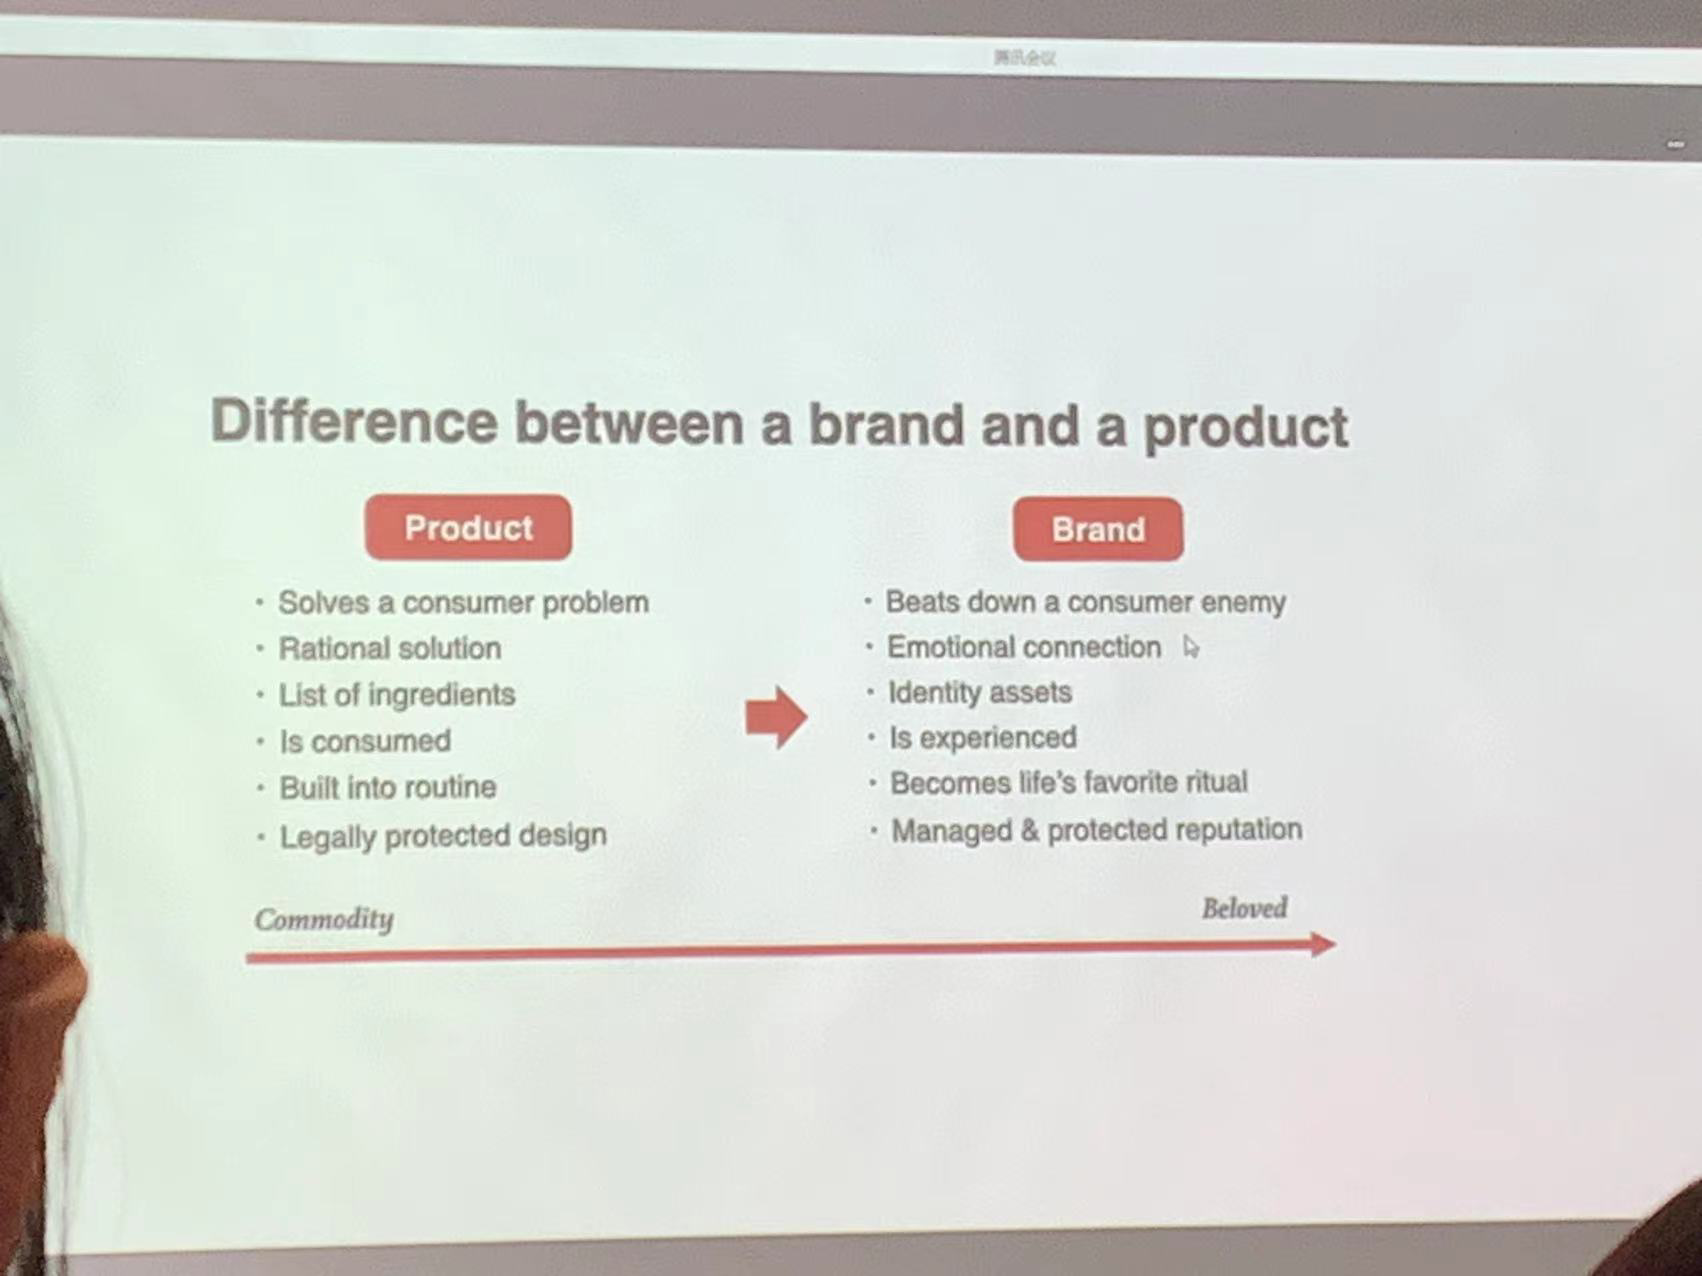 腾讯会议
Difference between a brand and a product
Product
• Solves a consumer problem
• Rational solution
• List of ingredients
• Is consumed
• Built into routine
• Legally protected design
Brand
• Beats down a consumer enemy
• Emotional connection
• Identity assets
• Is experienced
• Becomes life's favorite ritual
• Managed & protected reputation
Commodity
Beloved